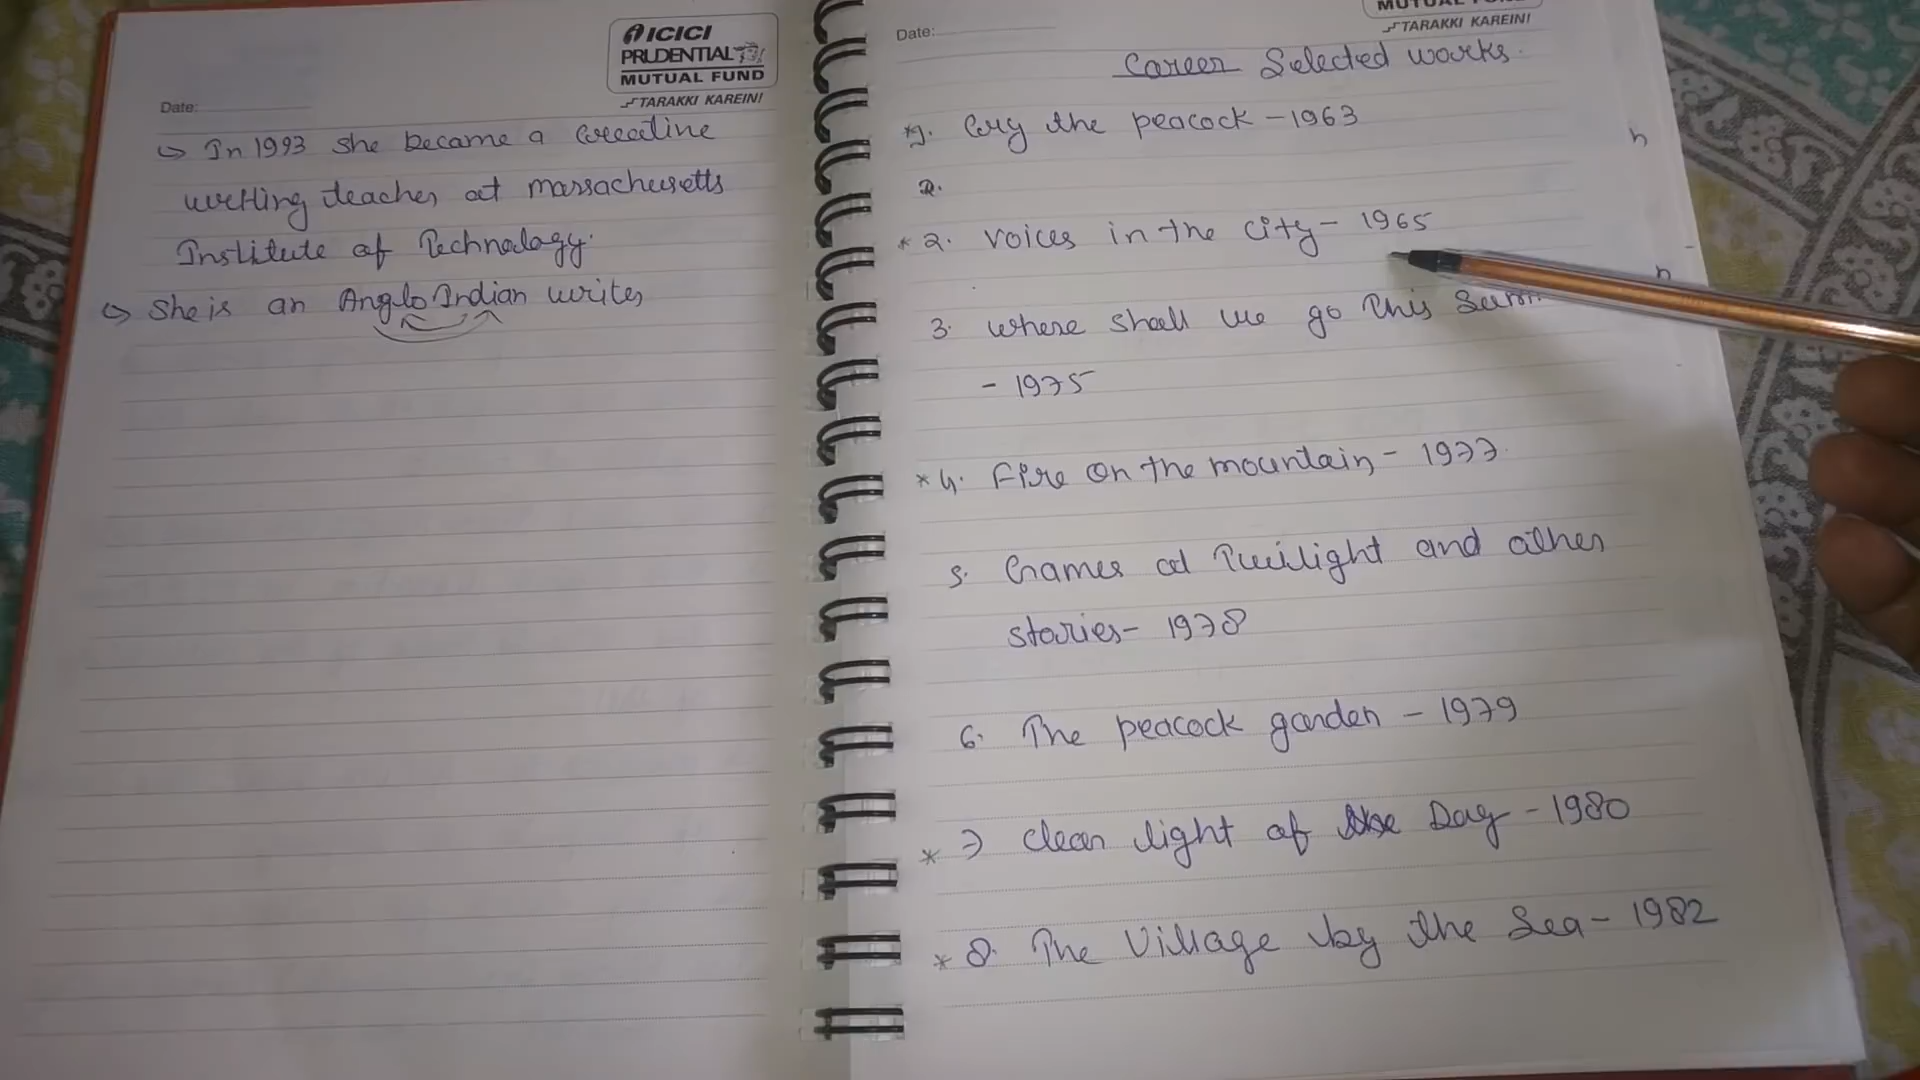 ICICI
PRUDENTIAL
MUTUAL FUND
TARAKKI KAREIN!
Date:
↪ In 1993 she became a Creative
writing teacher at massachusetts
Institute of Technology.
↪ She is an Anglo Indian writer
TARAKKI KAREIN!
Date:
Career Selected works.
*1. Cry the peacock - 1963
2.
* 2. Voices in the city - 1965
3. where shall we go This
- 1975
* 4. Fire on the mountain - 1977.
5. Games at Twilight and other
stories - 1978
6. The peacock garden - 1979
* 7 clear light of the Day - 1980
* 8. The Village by the Sea - 1982